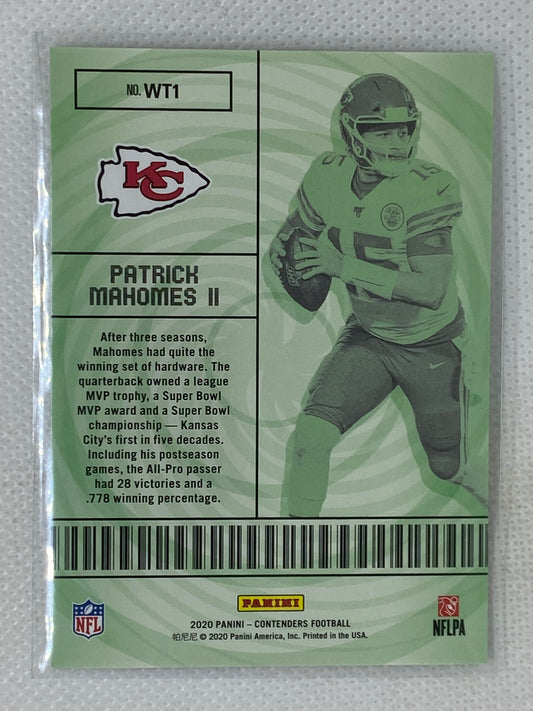 NO. WT1
KC
PATRICK
MAHOMES II
After three seasons,
Mahomes had quite the
winning set of hardware. The
quarterback owned a league
MVP trophy, a Super Bowl
MVP award and a Super Bowl
championship — Kansas
City's first in five decades.
Including his postseason
games, the All-Pro passer
had 28 victories and a
.778 winning percentage.
15
NFL
PANINI
NFLPA
2020 PANINI – CONTENDERS FOOTBALL
帕尼尼 © 2020 Panini America, Inc. Printed in the USA.